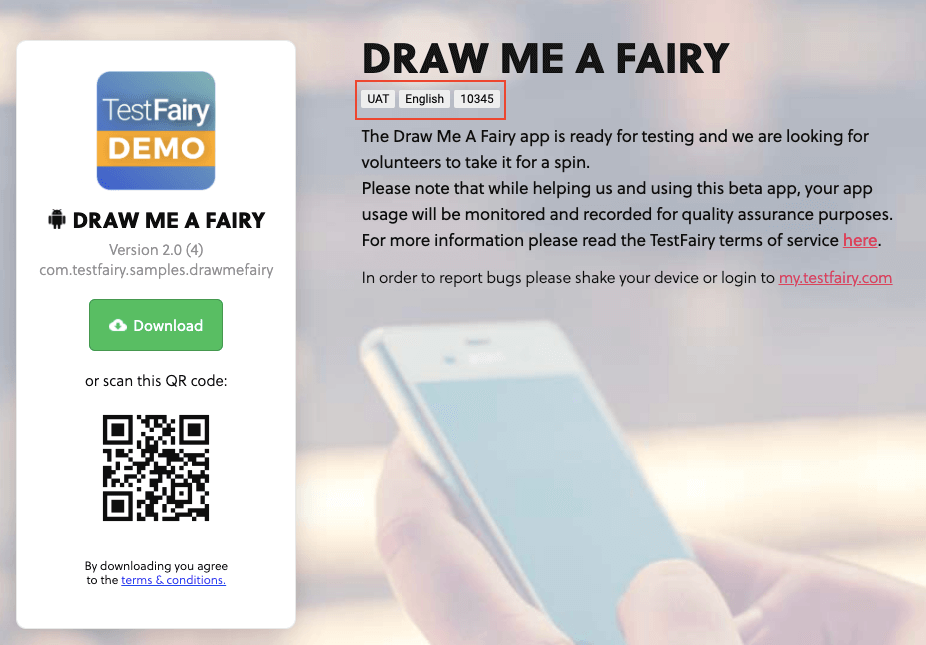 TestFairy
DEMO
DRAW ME A FAIRY
Version 2.0 (4)
com.testfairy.samples.drawmefairy
Download
or scan this QR code:
By downloading you agree
to the terms & conditions.
DRAW ME A FAIRY
UAT English 10345
The Draw Me A Fairy app is ready for testing and we are looking for
volunteers to take it for a spin.
Please note that while helping us and using this beta app, your app
usage will be monitored and recorded for quality assurance purposes.
For more information please read the TestFairy terms of service here.
In order to report bugs please shake your device or login to my.testfairy.com